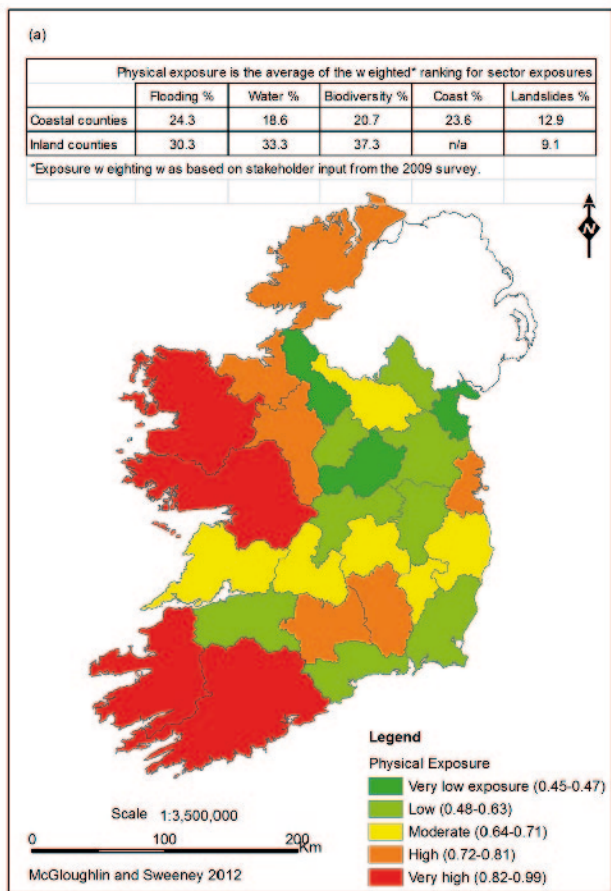 (a)
Physical exposure is the average of the weighted* ranking for sector exposures
Flooding % Water % Biodiversity % Coast % Landslides %
Coastal counties 24.3 18.6 20.7 23.6 12.9
Inland counties 30.3 33.3 37.3 n/a 9.1
*Exposure weighting was based on stakeholder input from the 2009 survey.
N
Legend
Physical Exposure
Very low exposure (0.45-0.47)
Low (0.48-0.63)
Moderate (0.64-0.71)
High (0.72-0.81)
Very high (0.82-0.99)
Scale 1:3,500,000
0 100 200
Km
McGloughlin and Sweeney 2012